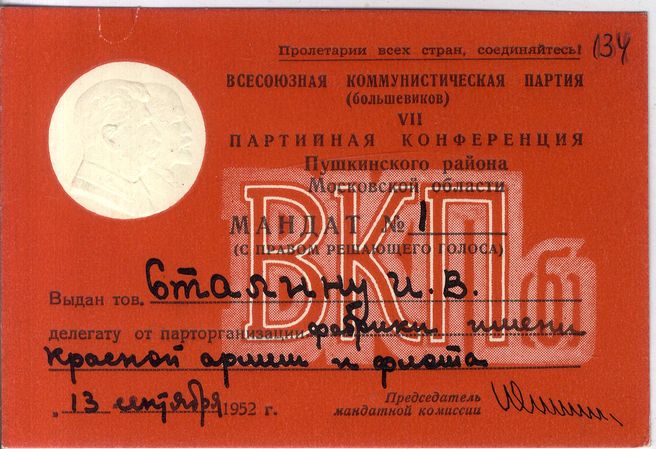 Пролетарии всех стран, соединяйтесь! 134
ВСЕСОЮЗНАЯ КОММУНИСТИЧЕСКАЯ ПАРТИЯ
(большевиков)
VII
ПАРТИЙНАЯ КОНФЕРЕНЦИЯ
Пушкинского района
Московской области
ВКП(б)
МАНДАТ № 1
(С ПРАВОМ РЕШАЮЩЕГО ГОЛОСА)
Выдан тов. Сталину И. В.
делегату от парторганизации фабрики имени
Красной армии и флота
„13 сентября 1952 г.
Председатель
мандатной комиссии